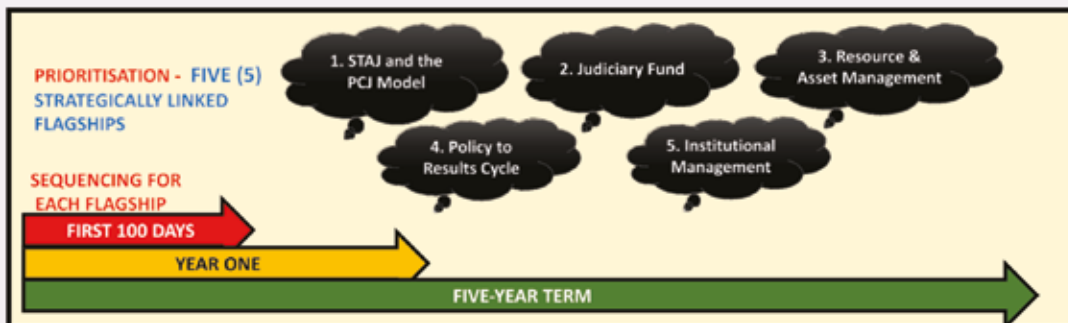 PRIORITISATION - FIVE (5)
STRATEGICALLY LINKED
FLAGSHIPS
1. STAJ and the
PCJ Model
2. Judiciary Fund
3. Resource &
Asset Management
4. Policy to
Results Cycle
5. Institutional
Management
SEQUENCING FOR
EACH FLAGSHIP
FIRST 100 DAYS
YEAR ONE
FIVE-YEAR TERM